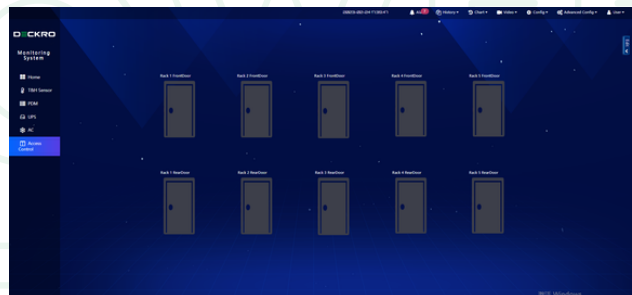 History
Chart
Video
Config
Advanced Config
User
DECKRO
Monitoring
System
Home
T&H Sensor
PDM
UPS
AC
Access
Control
Rack 1 FrontDoor
Rack 2 FrontDoor
Rack 3 FrontDoor
Rack 4 FrontDoor
Rack 5 FrontDoor
Rack 1 RearDoor
Rack 2 RearDoor
Rack 3 RearDoor
Rack 4 RearDoor
Rack 5 RearDoor